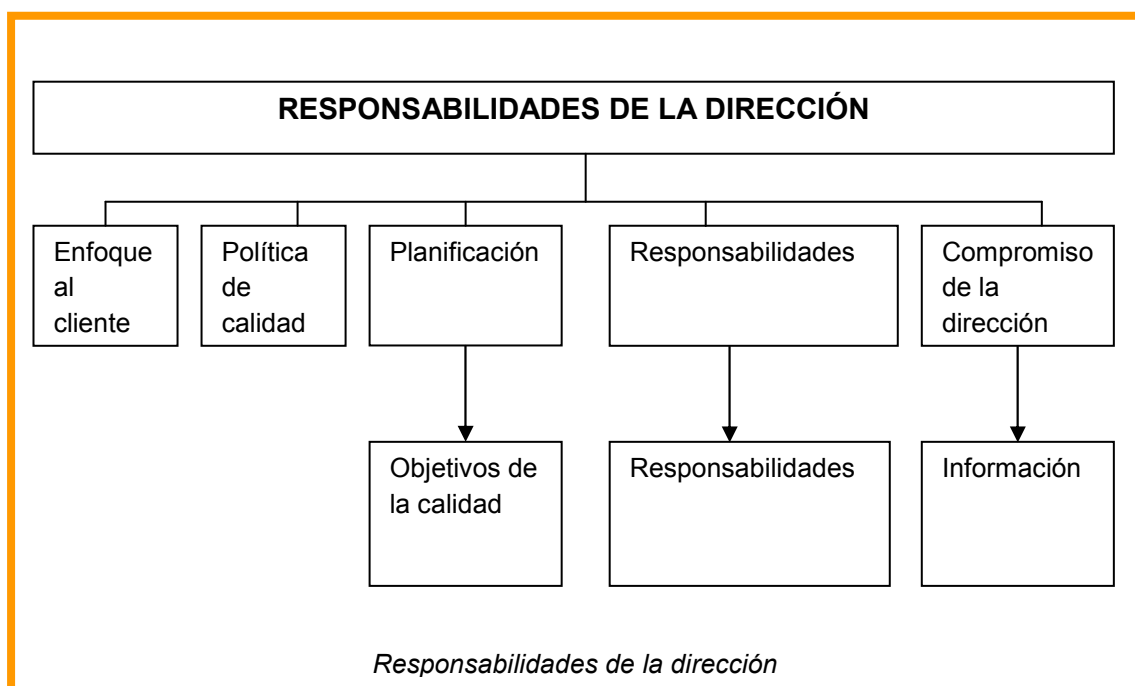 RESPONSABILIDADES DE LA DIRECCIÓN
Enfoque
al
cliente
Política
de
calidad
Planificación
Responsabilidades
Compromiso
de la
dirección
Objetivos de
la calidad
Responsabilidades
Información
Responsabilidades de la dirección